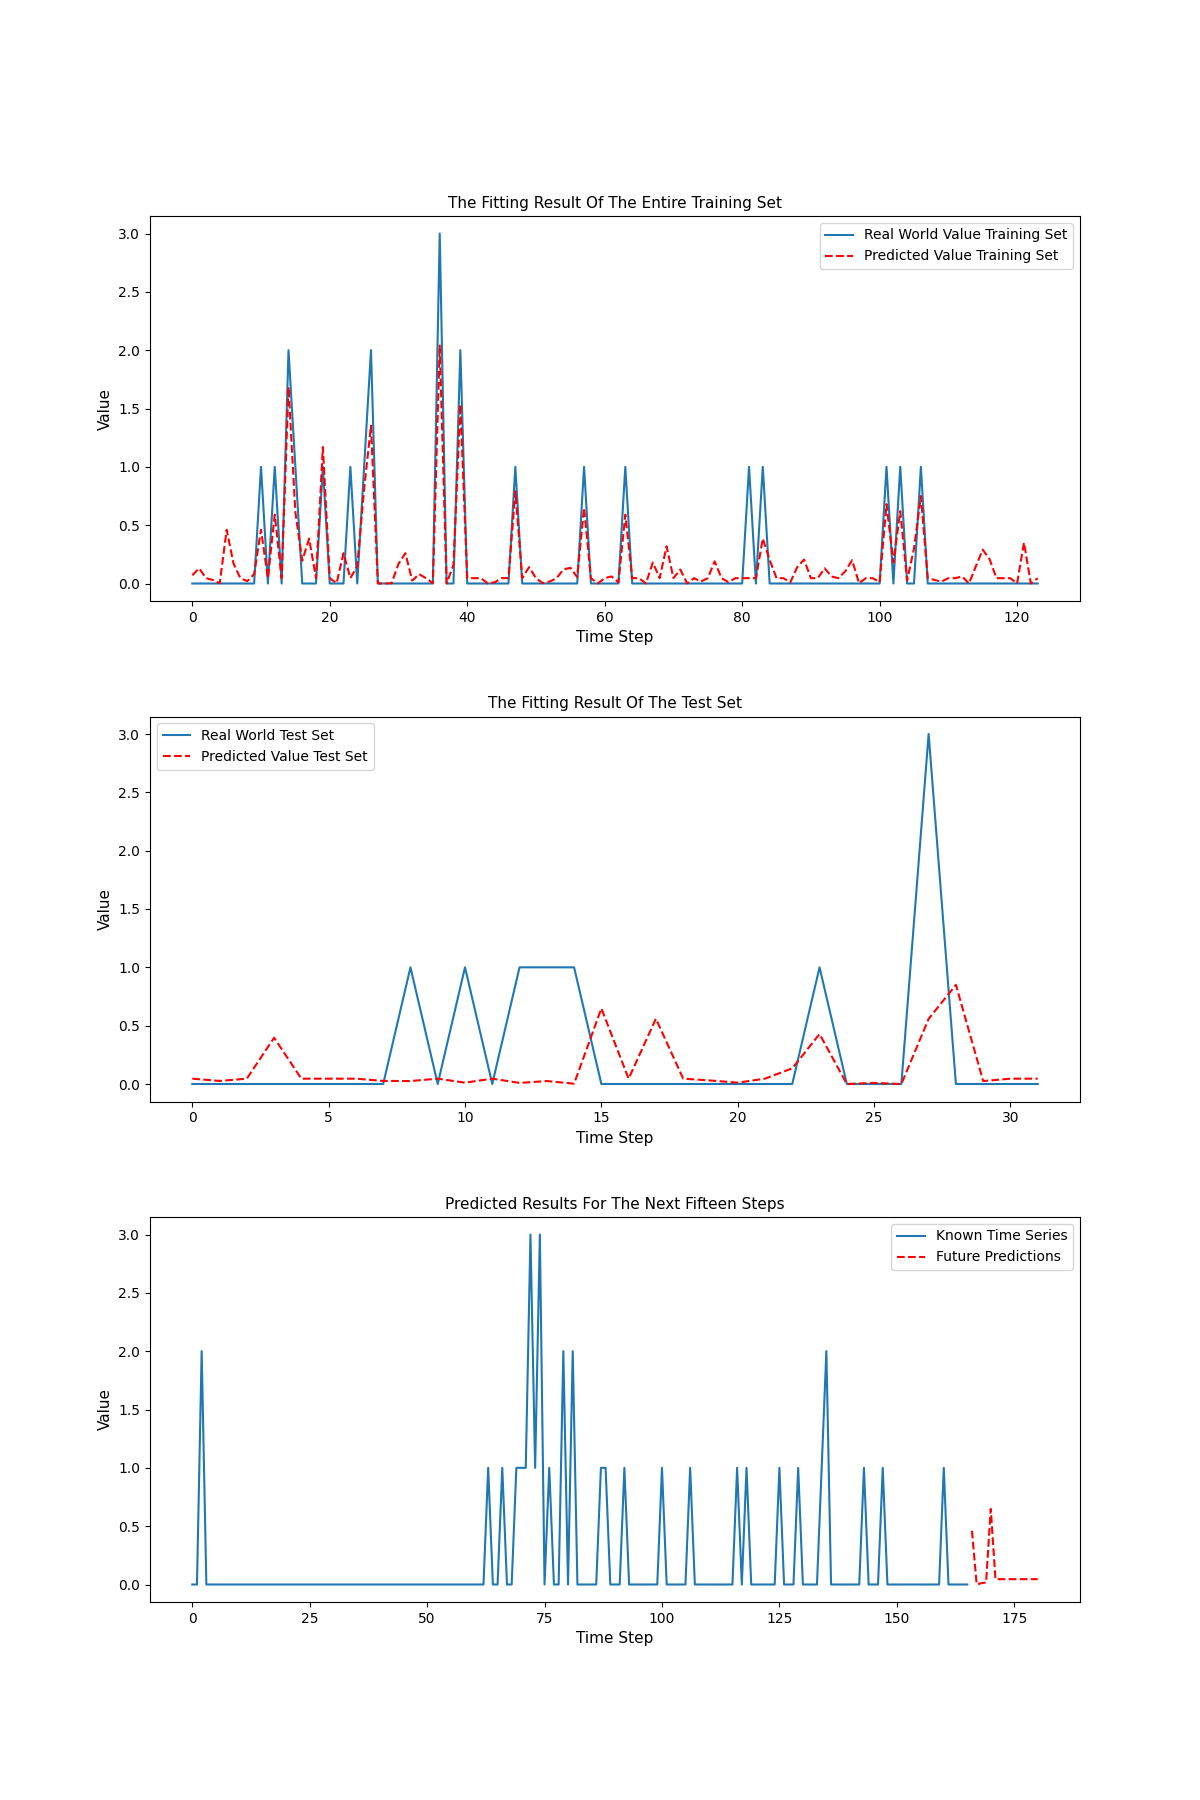 The Fitting Result Of The Entire Training Set
Real World Value Training Set
Predicted Value Training Set
3.0
2.5
2.0
1.5
1.0
0.5
0.0
Value
0 20 40 60 80 100 120
Time Step
The Fitting Result Of The Test Set
Real World Test Set
Predicted Value Test Set
3.0
2.5
2.0
1.5
1.0
0.5
0.0
Value
0 5 10 15 20 25 30
Time Step
Predicted Results For The Next Fifteen Steps
Known Time Series
Future Predictions
3.0
2.5
2.0
1.5
1.0
0.5
0.0
Value
0 25 50 75 100 125 150 175
Time Step